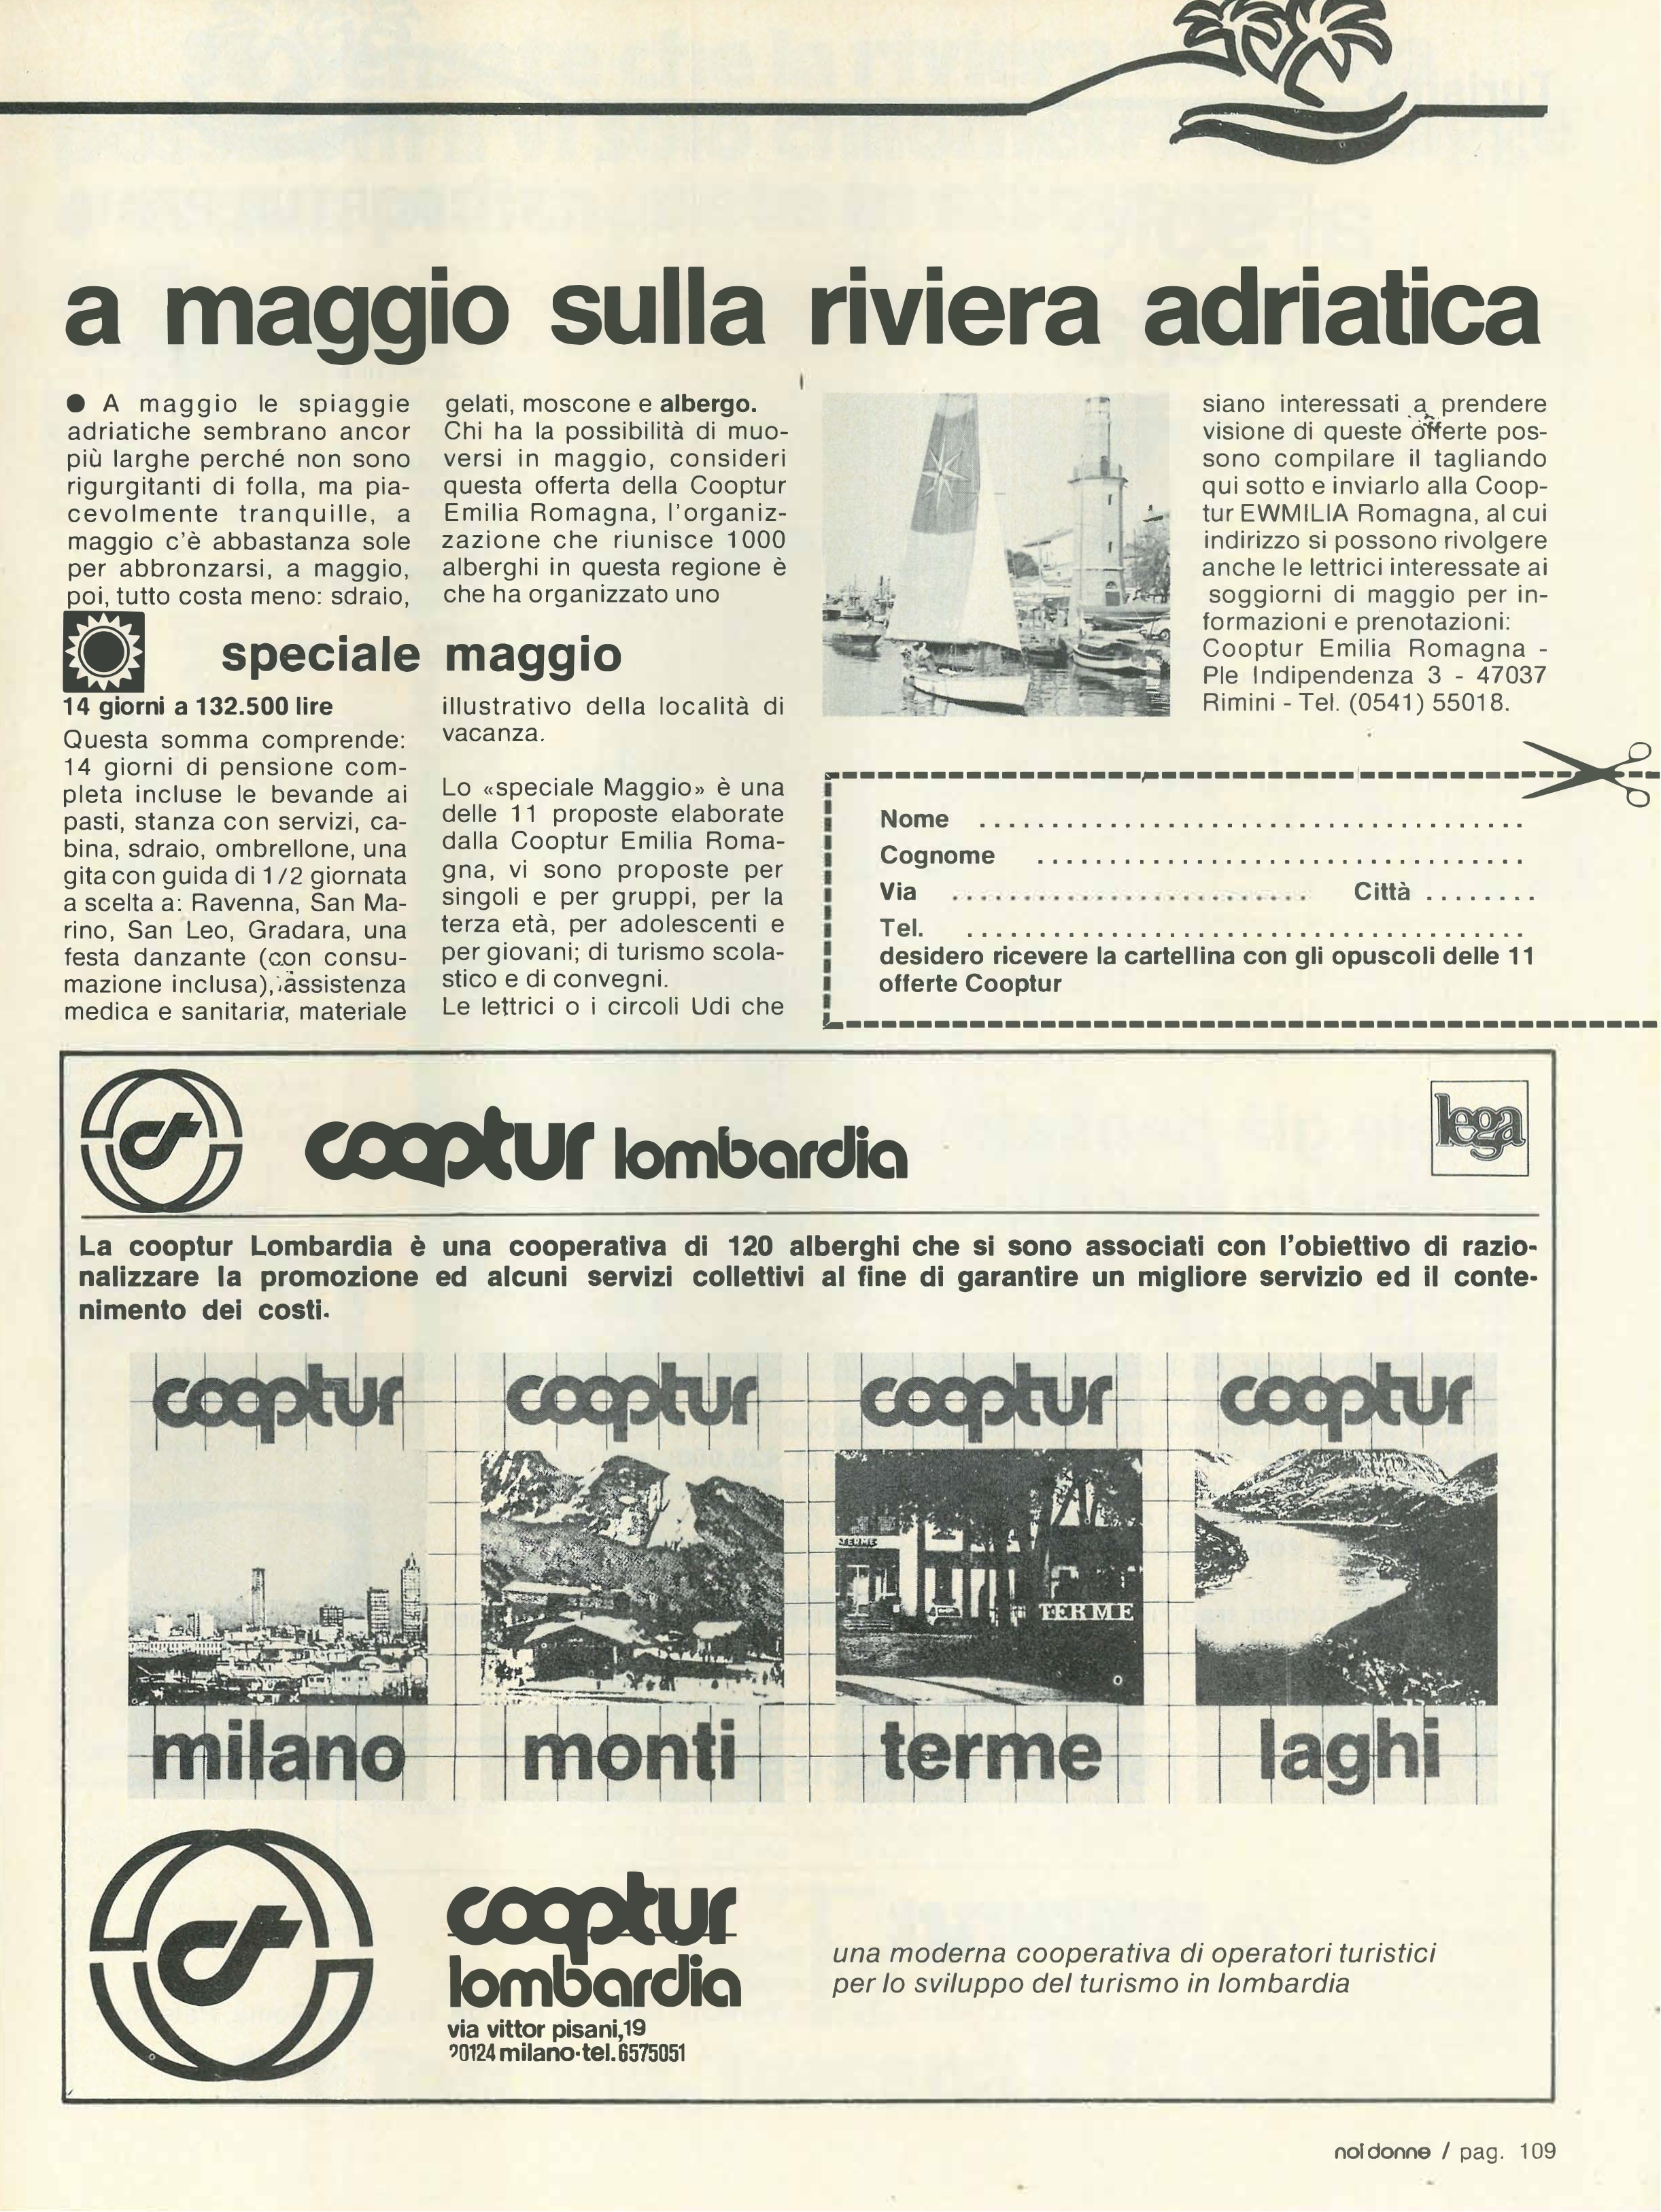 a maggio sulla riviera adriatica
● A maggio le spiaggie
adriatiche sembrano ancor
più larghe perché non sono
rigurgitanti di folla, ma pia-
cevolmente tranquille, a
maggio c'è abbastanza sole
per abbronzarsi, a maggio,
poi, tutto costa meno: sdraio,
gelati, moscone e albergo.
Chi ha la possibilità di muo-
versi in maggio, consideri
questa offerta della Cooptur
Emilia Romagna, l'organiz-
zazione che riunisce 1000
alberghi in questa regione è
che ha organizzato uno
speciale maggio
14 giorni a 132.500 lire
Questa somma comprende:
14 giorni di pensione com-
pleta incluse le bevande ai
pasti, stanza con servizi, ca-
bina, sdraio, ombrellone, una
gita con guida di 1/2 giornata
a scelta a: Ravenna, San Ma-
rino, San Leo, Gradara, una
festa danzante (con consu-
mazione inclusa), assistenza
medica e sanitaria, materiale
illustrativo della località di
vacanza.
Lo «speciale Maggio» è una
delle 11 proposte elaborate
dalla Cooptur Emilia Roma-
gna, vi sono proposte per
singoli e per gruppi, per la
terza età, per adolescenti e
per giovani; di turismo scola-
stico e di convegni.
Le lettrici o i circoli Udi che
siano interessati a prendere
visione di queste offerte pos-
sono compilare il tagliando
qui sotto e inviarlo alla Coop-
tur EWMILIA Romagna, al cui
indirizzo si possono rivolgere
anche le lettrici interessate ai
soggiorni di maggio per in-
formazioni e prenotazioni:
Cooptur Emilia Romagna -
Ple Indipendenza 3 - 47037
Rimini - Tel. (0541) 55018.
Nome ......................................
Cognome ..................................
Via ......................... Città ........
Tel. .......................................
desidero ricevere la cartellina con gli opuscoli delle 11
offerte Cooptur
ct cooptur lombardia lega
La cooptur Lombardia è una cooperativa di 120 alberghi che si sono associati con l'obiettivo di razio-
nalizzare la promozione ed alcuni servizi collettivi al fine di garantire un migliore servizio ed il conte-
nimento dei costi.
cooptur cooptur cooptur cooptur
TERME
TERME
milano monti terme laghi
ct
cooptur
lombardia
via vittor pisani,19
20124 milano·tel.6575051
una moderna cooperativa di operatori turistici
per lo sviluppo del turismo in lombardia
noi donne / pag. 109